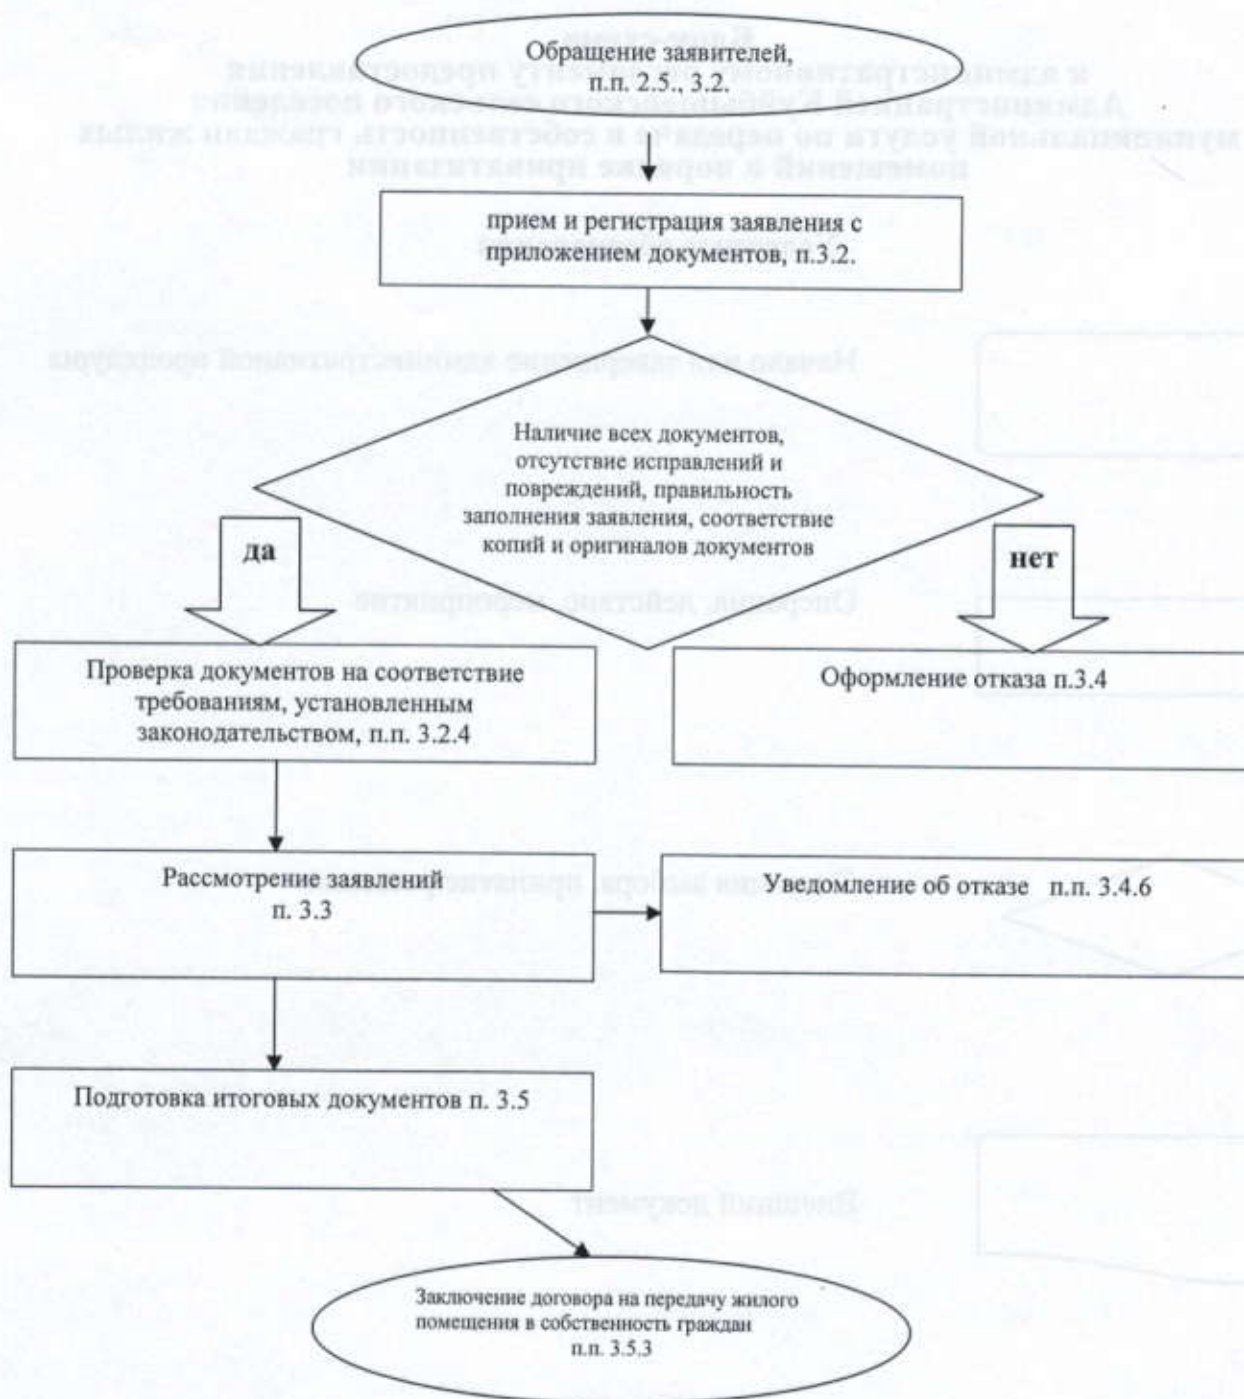 Обращение заявителей,
п.п. 2.5., 3.2.
прием и регистрация заявления с
приложением документов, п.3.2.
Наличие всех документов,
отсутствие исправлений и
повреждений, правильность
заполнения заявления, соответствие
копий и оригиналов документов
да
нет
Проверка документов на соответствие
требованиям, установленным
законодательством, п.п. 3.2.4
Оформление отказа п.3.4
Рассмотрение заявлений
п. 3.3
Уведомление об отказе п.п. 3.4.6
Подготовка итоговых документов п. 3.5
Заключение договора на передачу жилого
помещения в собственность граждан
п.п. 3.5.3